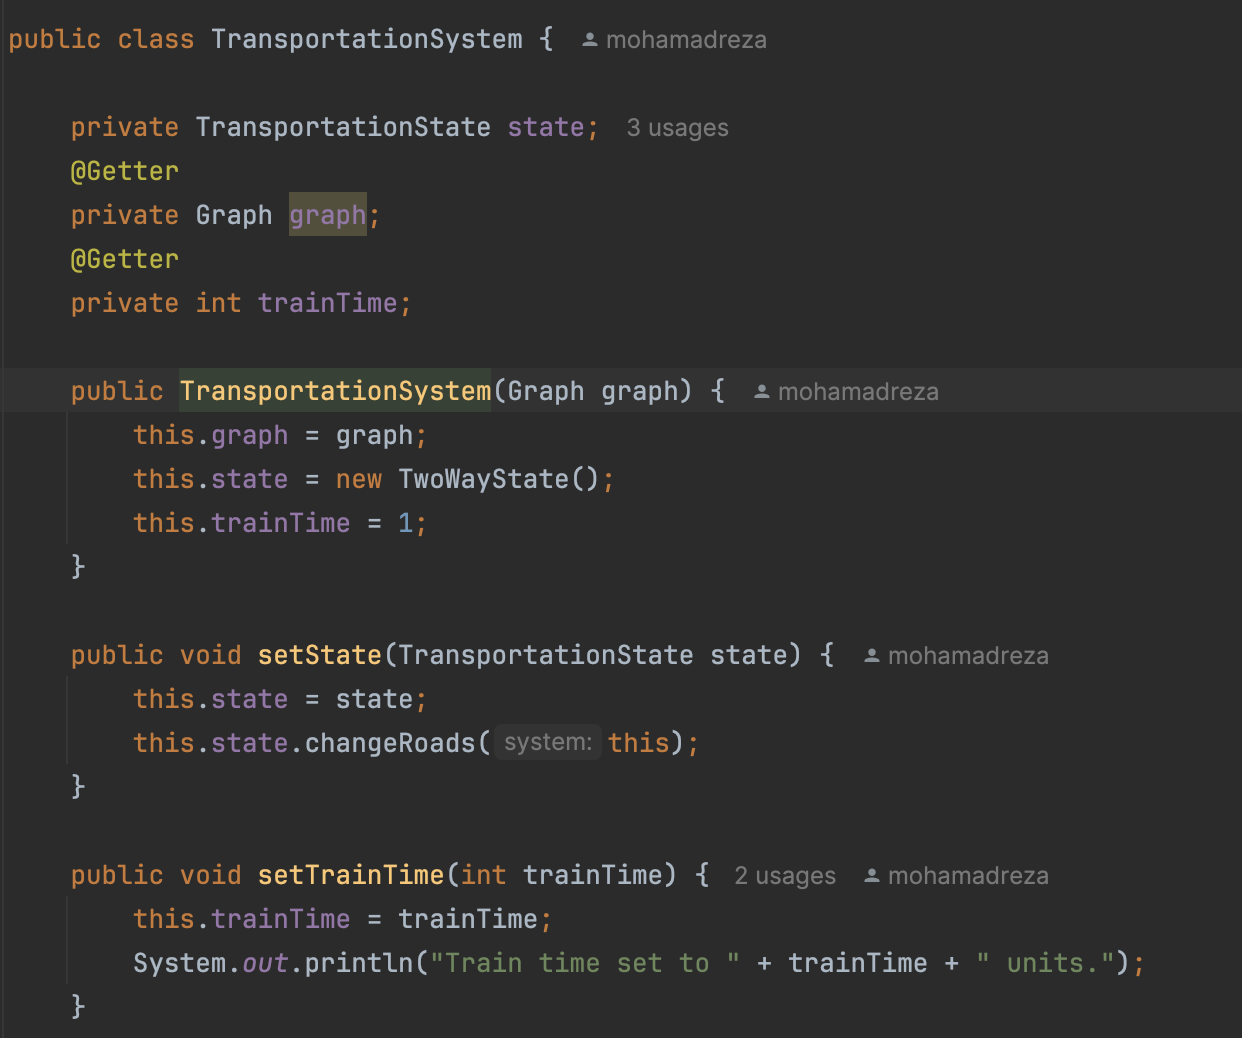 public class TransportationSystem { mohamadreza
private TransportationState state; 3 usages
@Getter
private Graph graph;
@Getter
private int trainTime;
public TransportationSystem(Graph graph) { mohamadreza
this.graph = graph;
this.state = new TwoWayState();
this.trainTime = 1;
}
public void setState(TransportationState state) { mohamadreza
this.state = state;
this.state.changeRoads( system: this);
}
public void setTrainTime(int trainTime) { 2 usages mohamadreza
this.trainTime = trainTime;
System.out.println("Train time set to " + trainTime + " units.");
}